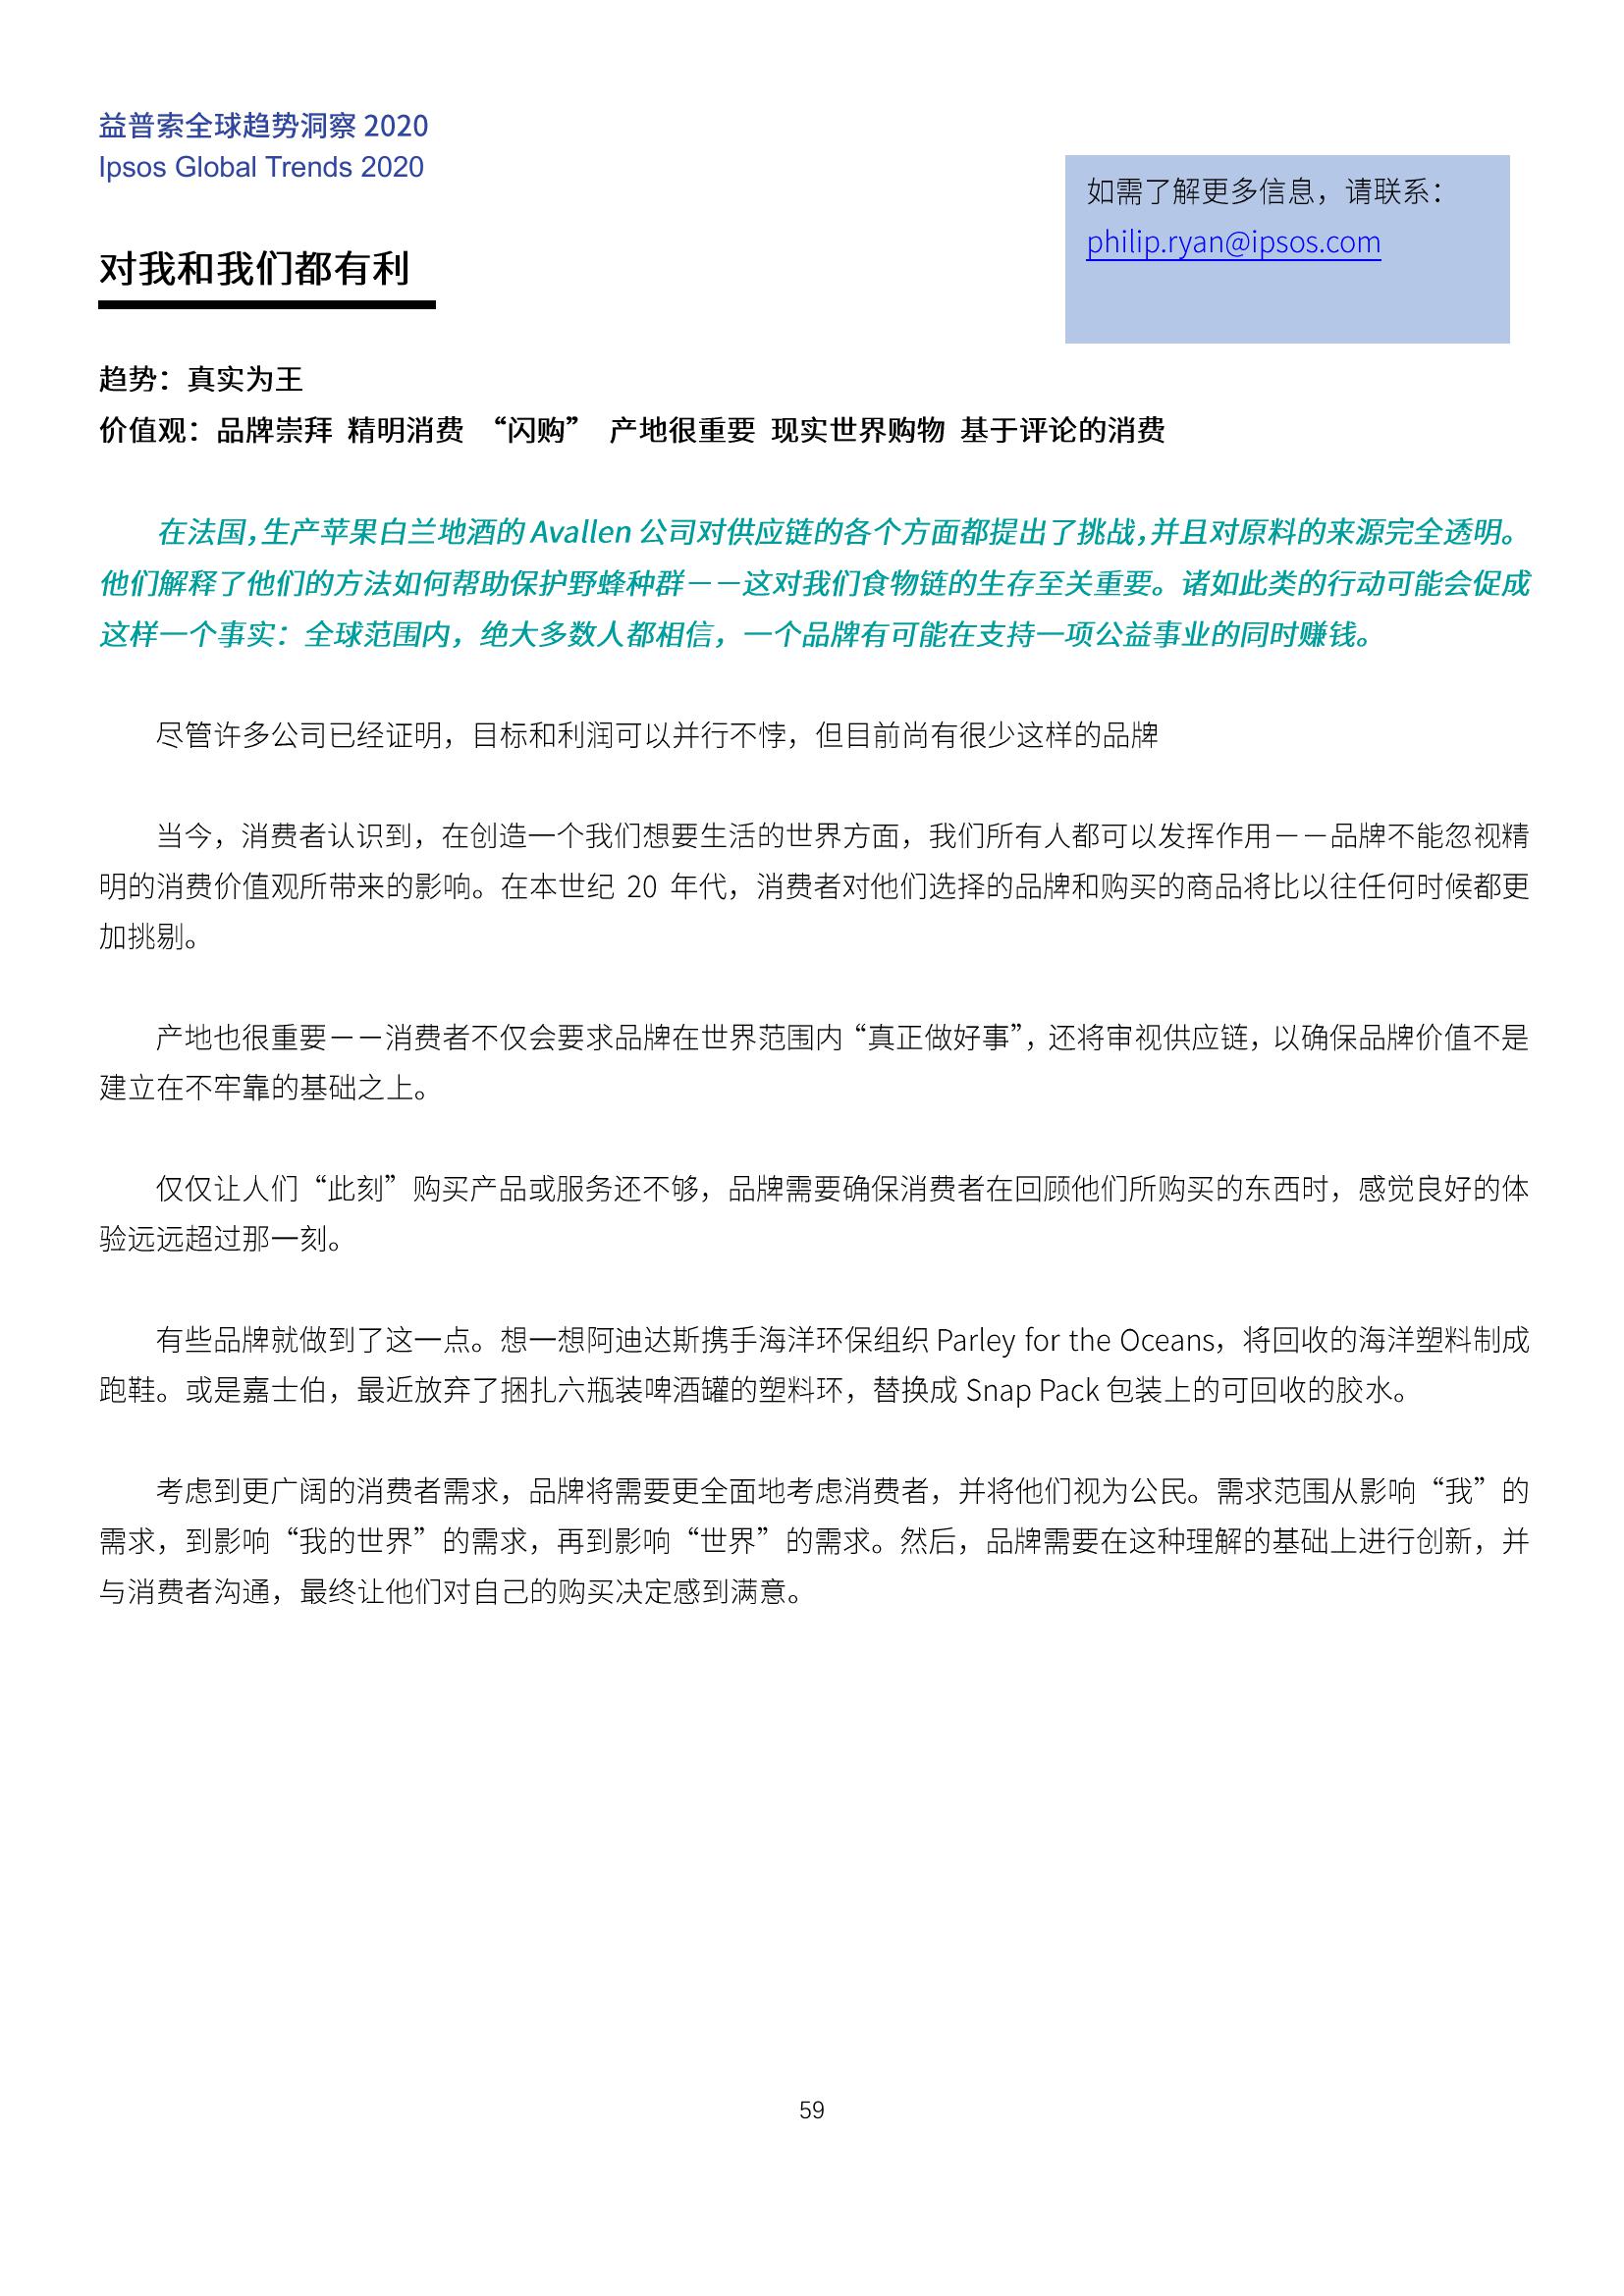 益普索全球趋势洞察 2020
Ipsos Global Trends 2020
如需了解更多信息，请联系：
philip.ryan@ipsos.com
对我和我们都有利
趋势：真实为王
价值观：品牌崇拜 精明消费 “闪购” 产地很重要 现实世界购物 基于评论的消费
在法国，生产苹果白兰地酒的 Avallen 公司对供应链的各个方面都提出了挑战，并且对原料的来源完全透明。
他们解释了他们的方法如何帮助保护野蜂种群——这对我们食物链的生存至关重要。诸如此类的行动可能会促成
这样一个事实：全球范围内，绝大多数人都相信，一个品牌有可能在支持一项公益事业的同时赚钱。
尽管许多公司已经证明，目标和利润可以并行不悖，但目前尚有很少这样的品牌
当今，消费者认识到，在创造一个我们想要生活的世界方面，我们所有人都可以发挥作用——品牌不能忽视精
明的消费价值观所带来的影响。在本世纪 20 年代，消费者对他们选择的品牌和购买的商品将比以往任何时候都更
加挑剔。
产地也很重要——消费者不仅会要求品牌在世界范围内“真正做好事”，还将审视供应链，以确保品牌价值不是
建立在不牢靠的基础之上。
仅仅让人们“此刻”购买产品或服务还不够，品牌需要确保消费者在回顾他们所购买的东西时，感觉良好的体
验远远超过那一刻。
有些品牌就做到了这一点。想一想阿迪达斯携手海洋环保组织 Parley for the Oceans，将回收的海洋塑料制成
跑鞋。或是嘉士伯，最近放弃了捆扎六瓶装啤酒罐的塑料环，替换成 Snap Pack 包装上的可回收的胶水。
考虑到更广阔的消费者需求，品牌将需要更全面地考虑消费者，并将他们视为公民。需求范围从影响“我”的
需求，到影响“我的世界”的需求，再到影响“世界”的需求。然后，品牌需要在这种理解的基础上进行创新，并
与消费者沟通，最终让他们对自己的购买决定感到满意。
59